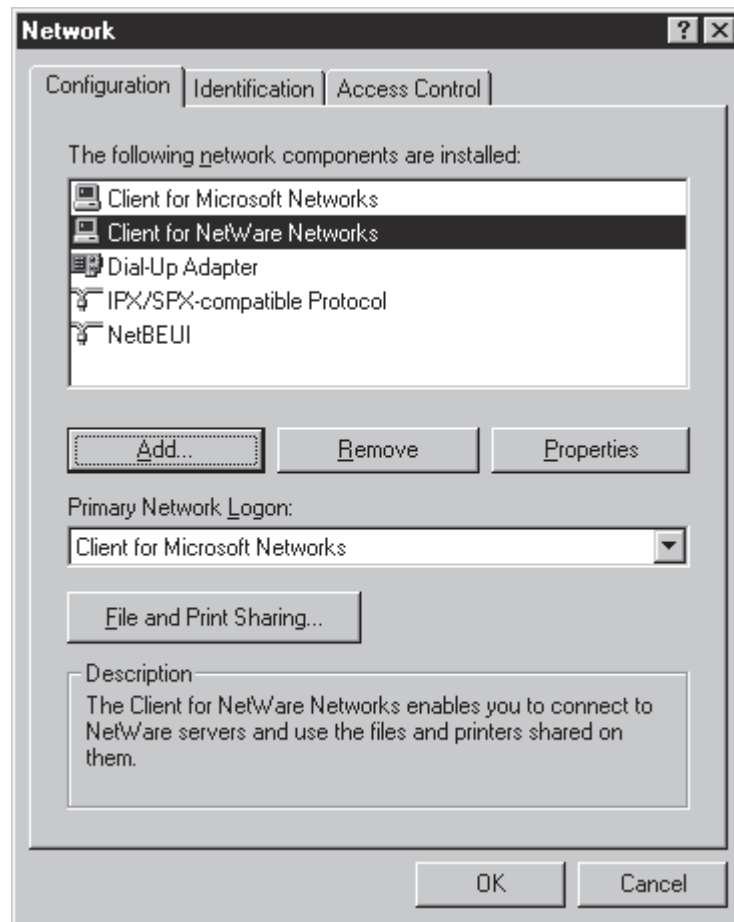 Network
?
Configuration Identification Access Control
The following network components are installed:
Client for Microsoft Networks
Client for NetWare Networks
Dial-Up Adapter
IPX/SPX-compatible Protocol
NetBEUI
Add... Remove Properties
Primary Network Logon:
Client for Microsoft Networks
File and Print Sharing...
Description
The Client for NetWare Networks enables you to connect to
NetWare servers and use the files and printers shared on
them.
OK Cancel